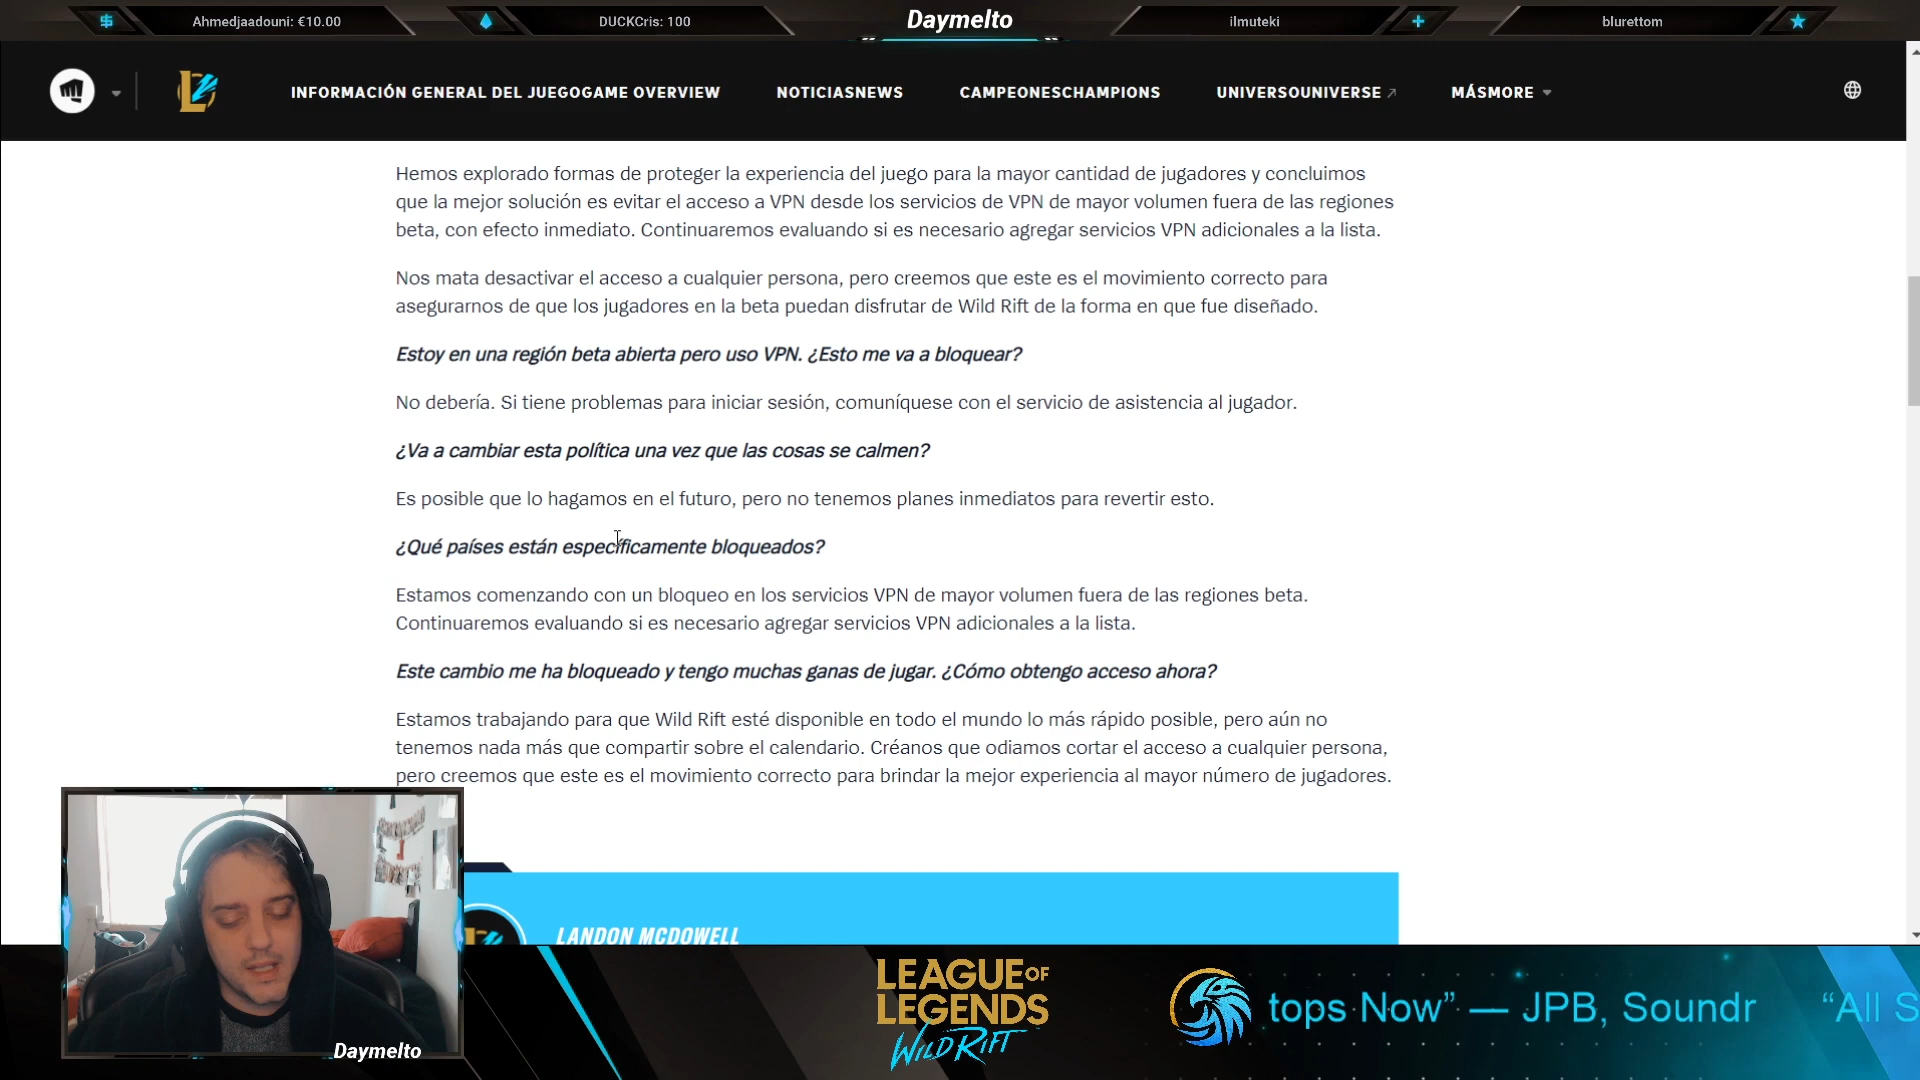 Ahmedjaadouni: €10.00
DUCKCris: 100
Daymelto
ilmuteki
blurettom
INFORMACIÓN GENERAL DEL JUEGOGAME OVERVIEW
NOTICIASNEWS
CAMPEONESCHAMPIONS
UNIVERSOUNIVERSE
MÁSMORE
Hemos explorado formas de proteger la experiencia del juego para la mayor cantidad de jugadores y concluimos
que la mejor solución es evitar el acceso a VPN desde los servicios de VPN de mayor volumen fuera de las regiones
beta, con efecto inmediato. Continuaremos evaluando si es necesario agregar servicios VPN adicionales a la lista.
Nos mata desactivar el acceso a cualquier persona, pero creemos que este es el movimiento correcto para
asegurarnos de que los jugadores en la beta puedan disfrutar de Wild Rift de la forma en que fue diseñado.
Estoy en una región beta abierta pero uso VPN. ¿Esto me va a bloquear?
No debería. Si tiene problemas para iniciar sesión, comuníquese con el servicio de asistencia al jugador.
¿Va a cambiar esta política una vez que las cosas se calmen?
Es posible que lo hagamos en el futuro, pero no tenemos planes inmediatos para revertir esto.
¿Qué países están específicamente bloqueados?
Estamos comenzando con un bloqueo en los servicios VPN de mayor volumen fuera de las regiones beta.
Continuaremos evaluando si es necesario agregar servicios VPN adicionales a la lista.
Este cambio me ha bloqueado y tengo muchas ganas de jugar. ¿Cómo obtengo acceso ahora?
Estamos trabajando para que Wild Rift esté disponible en todo el mundo lo más rápido posible, pero aún no
tenemos nada más que compartir sobre el calendario. Créanos que odiamos cortar el acceso a cualquier persona,
pero creemos que este es el movimiento correcto para brindar la mejor experiencia al mayor número de jugadores.
LANDON MCDOWELL
Daymelto
LEAGUE OF
LEGENDS
WILD RIFT
tops Now” — JPB, Soundr “All S